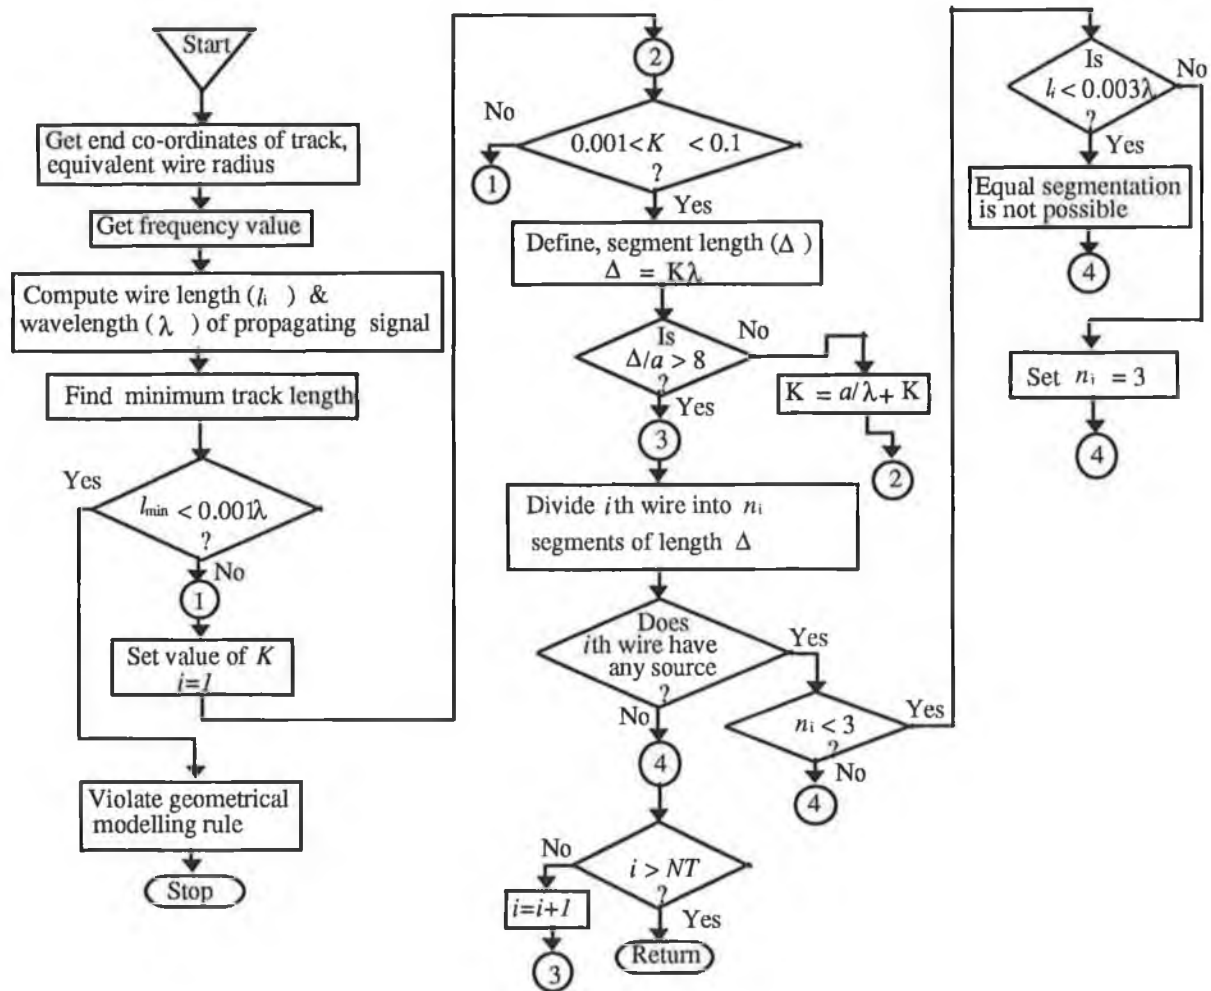 Start
Get end co-ordinates of track,
equivalent wire radius
Get frequency value
Compute wire length (lᵢ ) &
wavelength (λ ) of propagating signal
Find minimum track length
Yes
lmin < 0.001λ
?
No
1
Set value of K
i=1
Violate geometrical
modelling rule
Stop
2
No
0.001< K < 0.1
?
1
Yes
Define, segment length (Δ )
Δ = Kλ
Is
Δ/a > 8
?
No
Yes
K = a/λ + K
2
3
Divide ith wire into nᵢ
segments of length Δ
Does
ith wire have
any source
?
Yes
No
nᵢ < 3
?
Yes
No
4
4
i > NT
?
No
i=i+1
3
Yes
Return
Is
lᵢ < 0.003λ
?
No
Yes
Equal segmentation
is not possible
4
Set nᵢ = 3
4